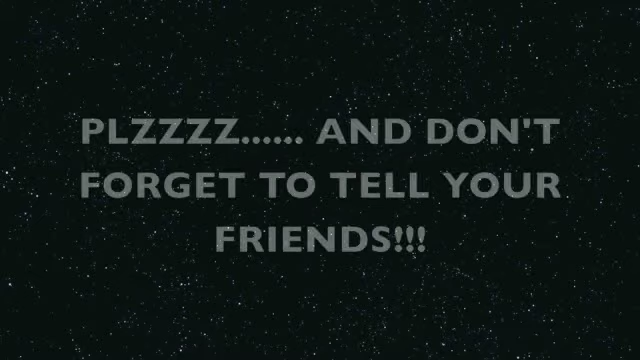 PLZZZZ...... AND DON'T
FORGET TO TELL YOUR
FRIENDS!!!